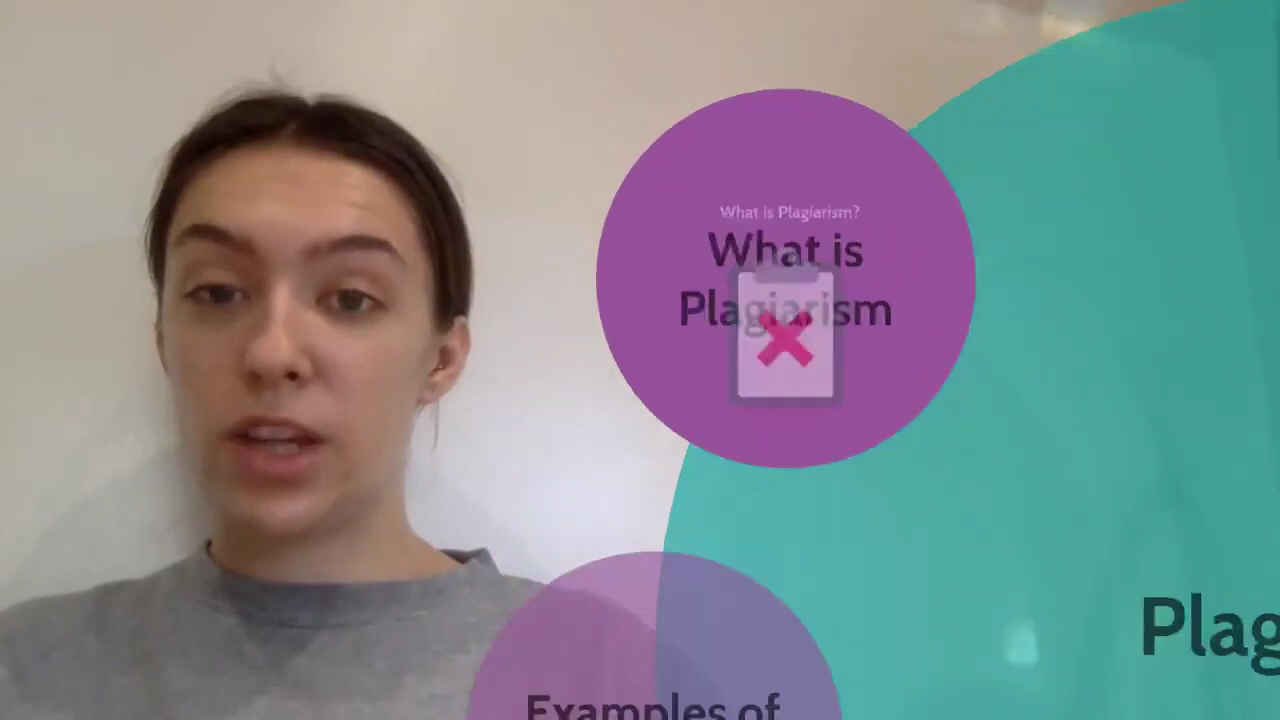 What is Plagiarism?
What is
Plagiarism
Plag
Examples of